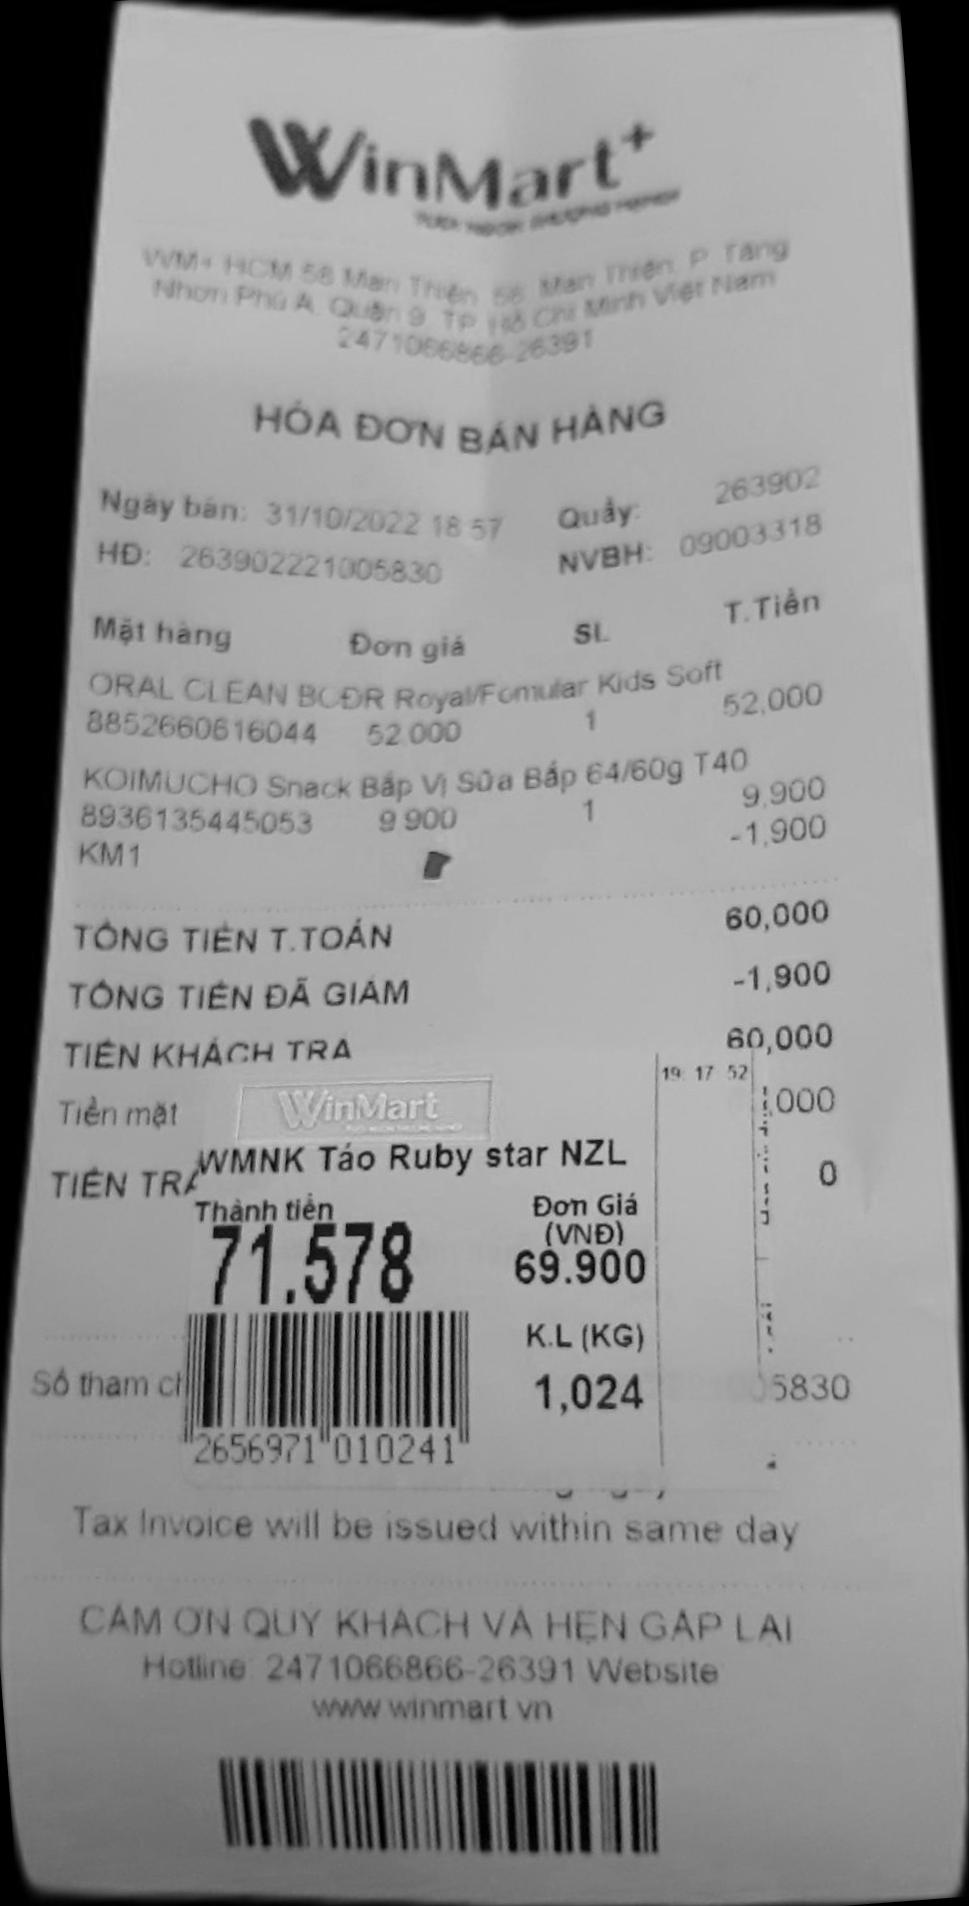 WinMart+
WM+ HCM 56 Man Thiện, 56 Man Thiện, P. Tăng
Nhơn Phú A, Quận 9, TP. Hồ Chí Minh Việt Nam
2471066866-26391
HÓA ĐƠN BÁN HÀNG
Ngày bán: 31/10/2022 18:57 Quầy: 263902
HĐ: 263902221005830 NVBH: 09003318
Mặt hàng Đơn giá SL T.Tiền
ORAL CLEAN BCĐR Royal/Fomular Kids Soft
8852660616044 52.000 1 52,000
KOIMUCHO Snack Bắp Vị Sữa Bắp 64/60g T40
8936135445053 9.900 1 9,900
KM1 -1,900
TỔNG TIỀN T.TOÁN 60,000
TỔNG TIỀN ĐÃ GIẢM -1,900
TIỀN KHÁCH TRẢ 60,000
19: 17 52
Tiền mặt ,000
WinMart
WMNK Táo Ruby star NZL
TIỀN TRẢ 0
Thành tiền Đơn Giá
(VNĐ)
71.578 69.900
K.L (KG)
1,024
Số tham ch 5830
2656971 010241
Tax Invoice will be issued within same day
CẢM ƠN QUÝ KHÁCH VÀ HẸN GẶP LẠI
Hotline: 2471066866-26391 Website
www.winmart.vn